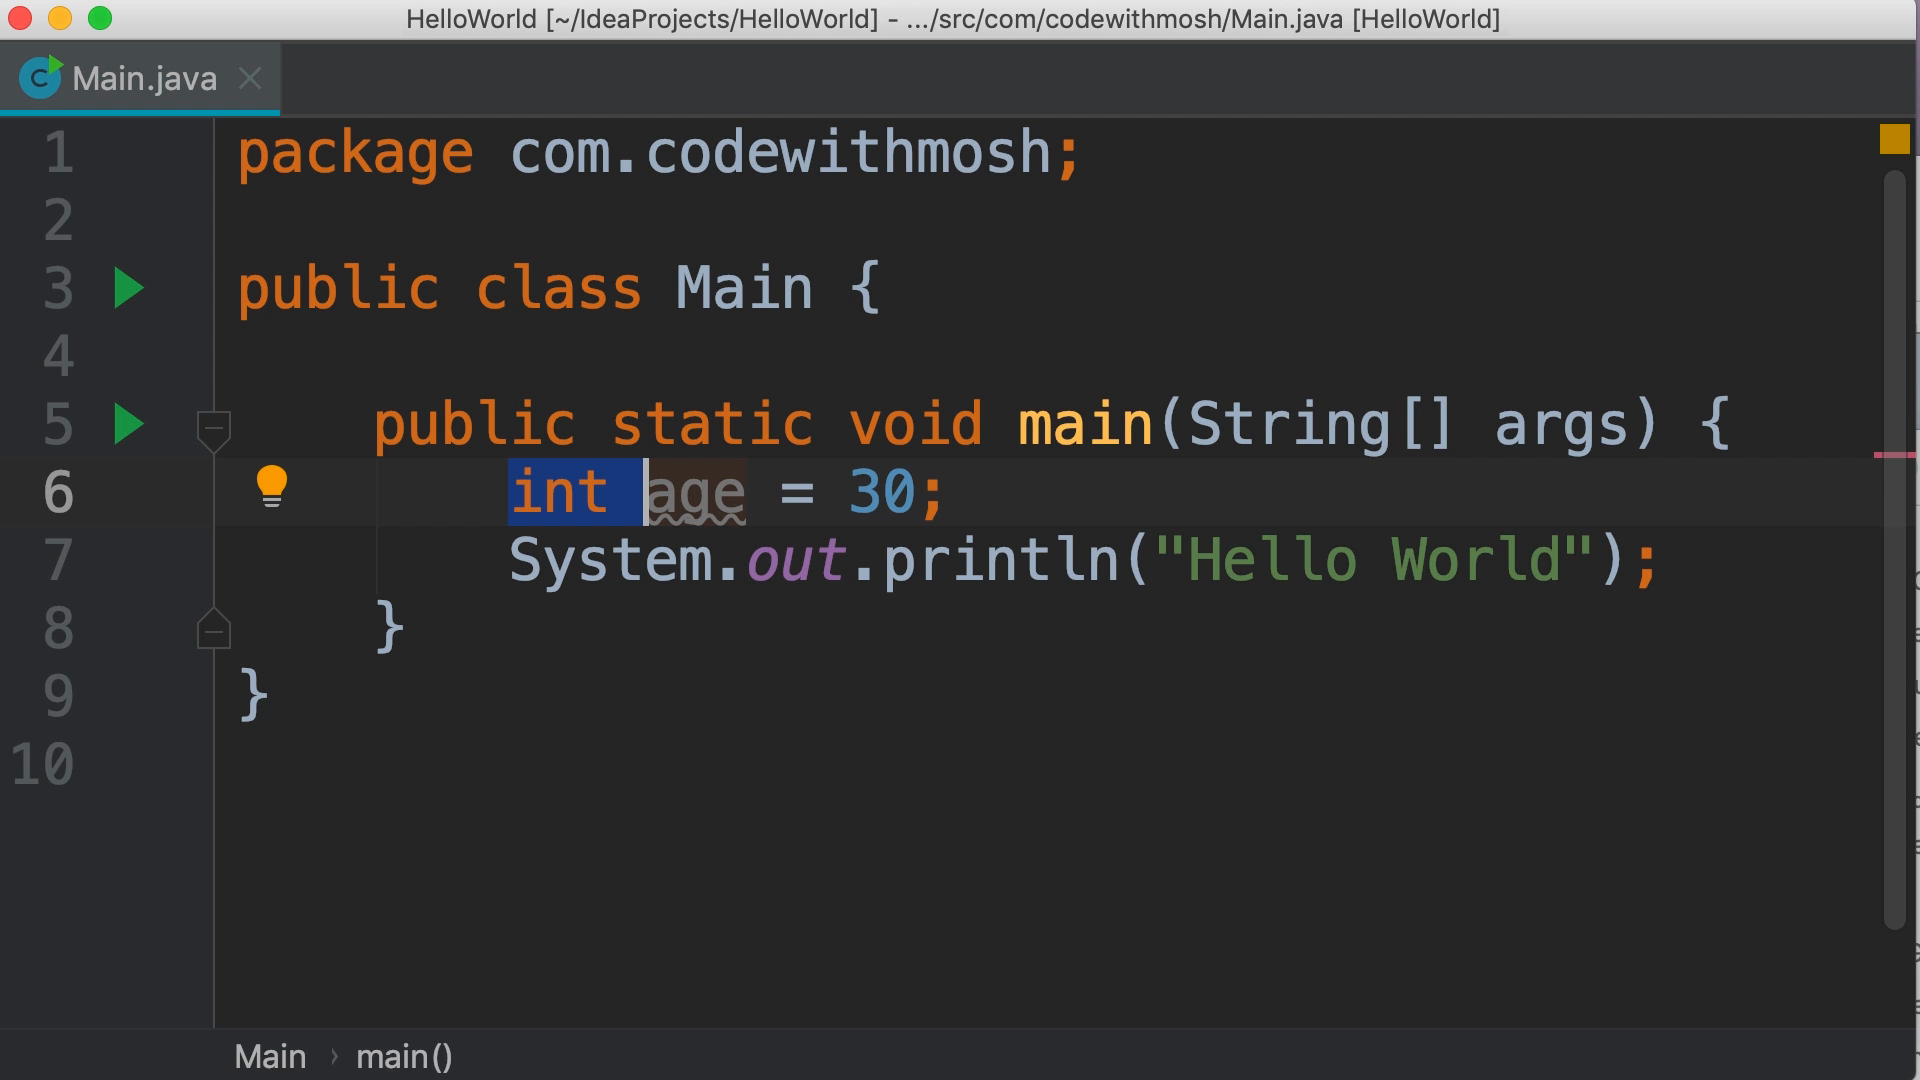 HelloWorld [~/IdeaProjects/HelloWorld] - .../src/com/codewithmosh/Main.java [HelloWorld]
C Main.java
1 package com.codewithmosh;
2
3 public class Main {
4
5 public static void main(String[] args) {
6 int age = 30;
7 System.out.println("Hello World");
8 }
9 }
10
Main › main()